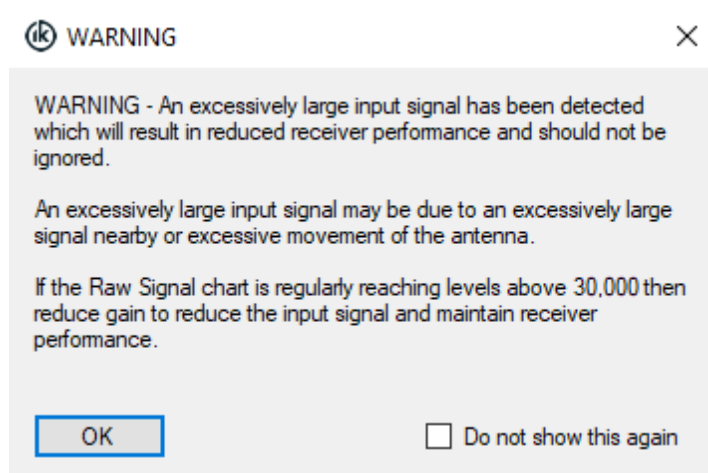 ik WARNING
WARNING - An excessively large input signal has been detected
which will result in reduced receiver performance and should not be
ignored.
An excessively large input signal may be due to an excessively large
signal nearby or excessive movement of the antenna.
If the Raw Signal chart is regularly reaching levels above 30,000 then
reduce gain to reduce the input signal and maintain receiver
performance.
OK
Do not show this again